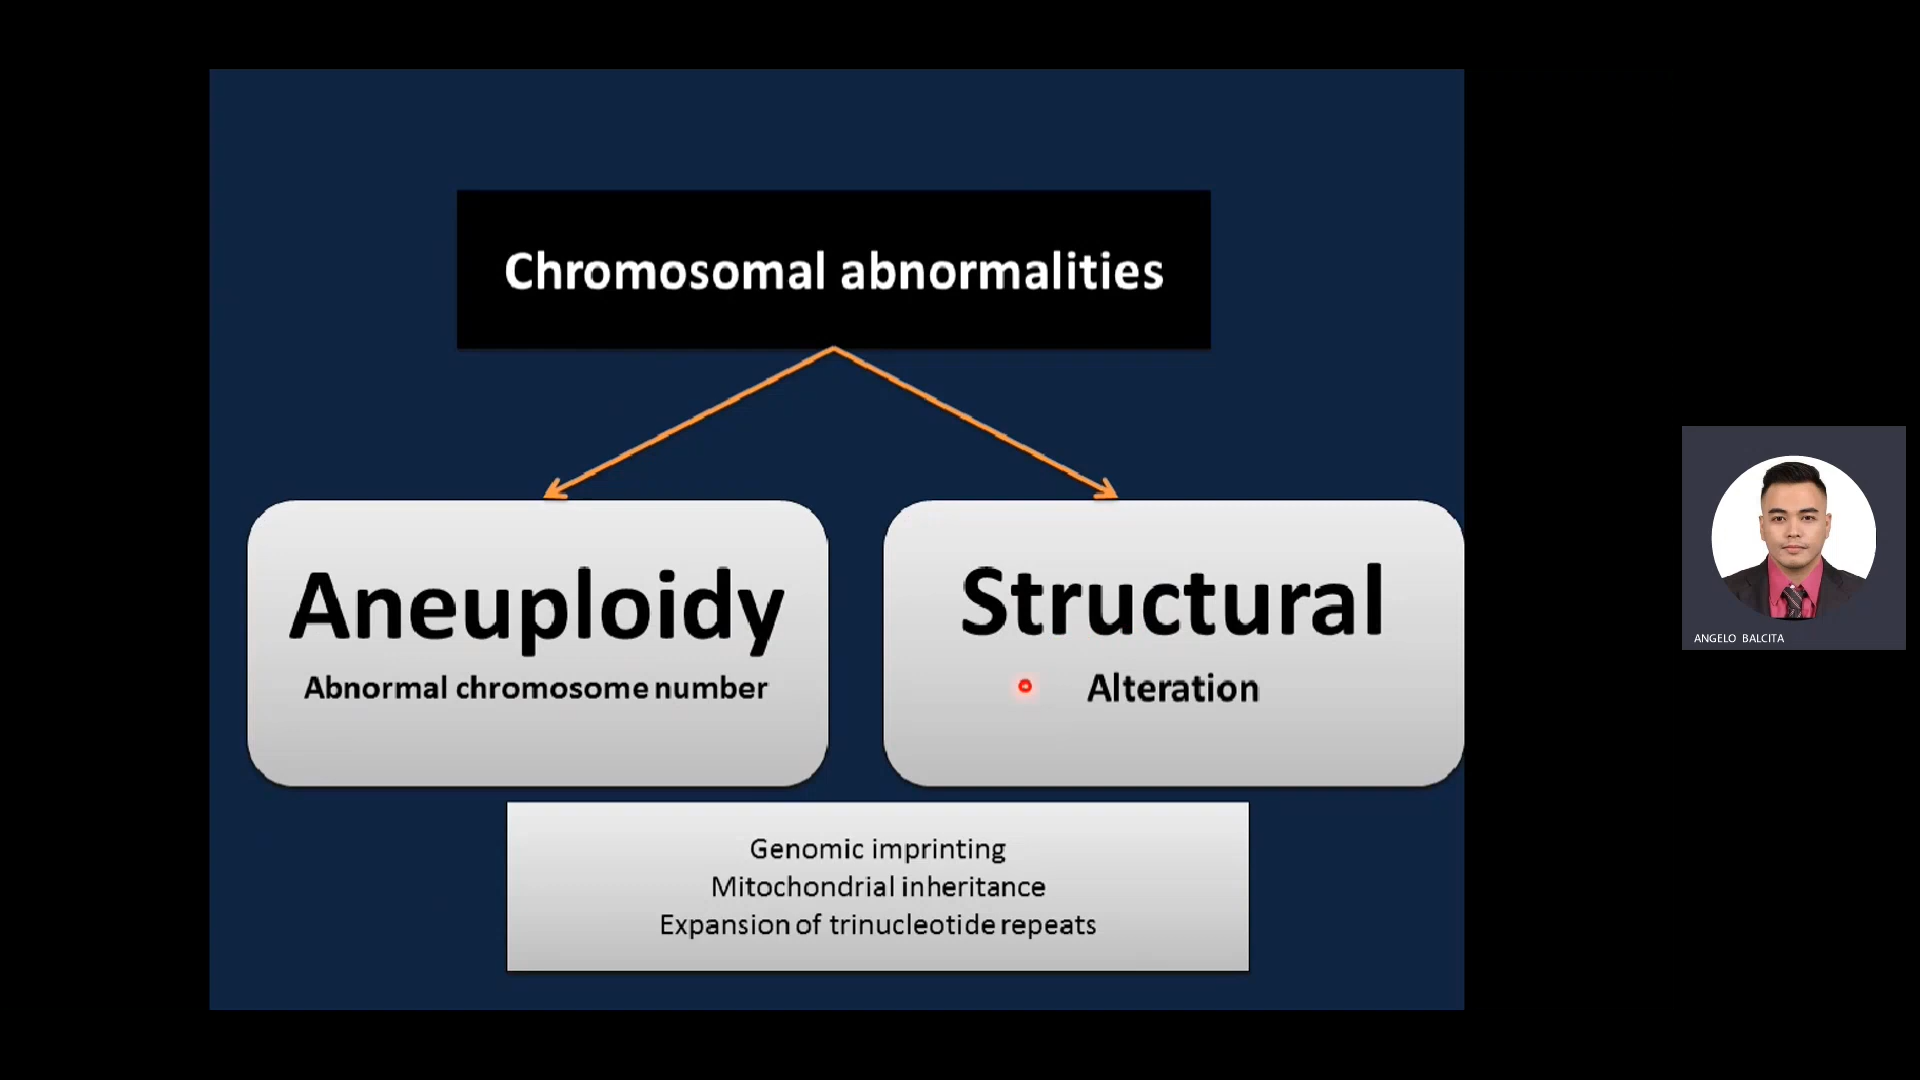 Chromosomal abnormalities
Aneuploidy
Abnormal chromosome number
Structural
Alteration
Genomic imprinting
Mitochondrial inheritance
Expansion of trinucleotide repeats
ANGELO BALCITA